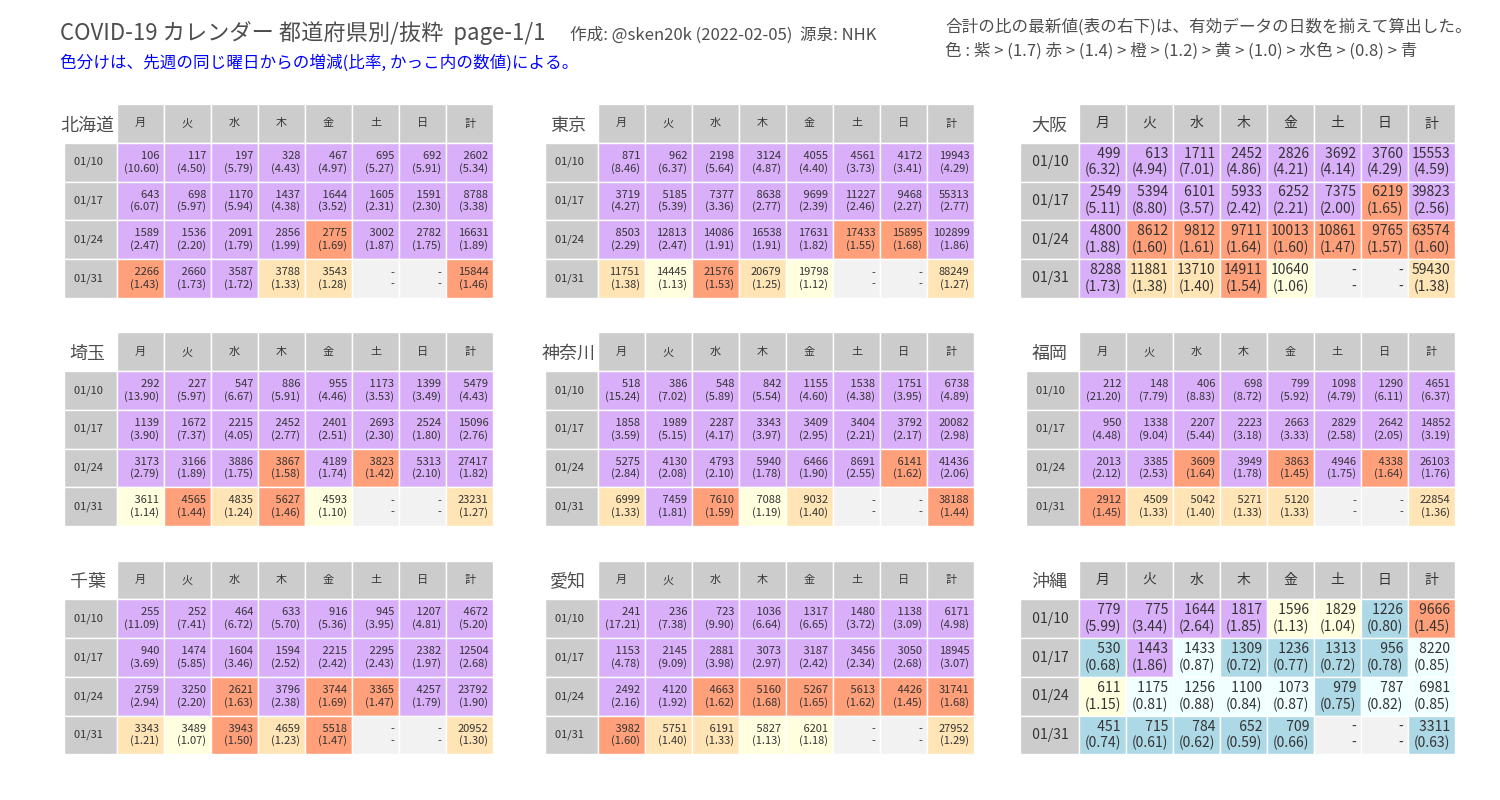 COVID-19 カレンダー 都道府県別/抜粋 page-1/1 作成: @sken20k (2022-02-05) 源泉: NHK
色分けは、先週の同じ曜日からの増減(比率, かっこ内の数値)による。
合計の比の最新値(表の右下)は、有効データの日数を揃えて算出した。
色 : 紫 > (1.7) 赤 > (1.4) 橙 > (1.2) 黄 > (1.0) > 水色 > (0.8) > 青
北海道 月 火 水 木 金 土 日 計
01/10 106 117 197 328 467 695 692 2602
(10.60) (4.50) (5.79) (4.43) (4.97) (5.27) (5.91) (5.34)
01/17 643 698 1170 1437 1644 1605 1591 8788
(6.07) (5.97) (5.94) (4.38) (3.52) (2.31) (2.30) (3.38)
01/24 1589 1536 2091 2856 2775 3002 2782 16631
(2.47) (2.20) (1.79) (1.99) (1.69) (1.87) (1.75) (1.89)
01/31 2266 2660 3587 3788 3543 - - 15844
(1.43) (1.73) (1.72) (1.33) (1.28) - - (1.46)
東京 月 火 水 木 金 土 日 計
01/10 871 962 2198 3124 4055 4561 4172 19943
(8.46) (6.37) (5.64) (4.87) (4.40) (3.73) (3.41) (4.29)
01/17 3719 5185 7377 8638 9699 11227 9468 55313
(4.27) (5.39) (3.36) (2.77) (2.39) (2.46) (2.27) (2.77)
01/24 8503 12813 14086 16538 17631 17433 15895 102899
(2.29) (2.47) (1.91) (1.91) (1.82) (1.55) (1.68) (1.86)
01/31 11751 14445 21576 20679 19798 - - 88249
(1.38) (1.13) (1.53) (1.25) (1.12) - - (1.27)
大阪 月 火 水 木 金 土 日 計
01/10 499 613 1711 2452 2826 3692 3760 15553
(6.32) (4.94) (7.01) (4.86) (4.21) (4.14) (4.29) (4.59)
01/17 2549 5394 6101 5933 6252 7375 6219 39823
(5.11) (8.80) (3.57) (2.42) (2.21) (2.00) (1.65) (2.56)
01/24 4800 8612 9812 9711 10013 10861 9765 63574
(1.88) (1.60) (1.61) (1.64) (1.60) (1.47) (1.57) (1.60)
01/31 8288 11881 13710 14911 10640 - - 59430
(1.73) (1.38) (1.40) (1.54) (1.06) - - (1.38)
埼玉 月 火 水 木 金 土 日 計
01/10 292 227 547 886 955 1173 1399 5479
(13.90) (5.97) (6.67) (5.91) (4.46) (3.53) (3.49) (4.43)
01/17 1139 1672 2215 2452 2401 2693 2524 15096
(3.90) (7.37) (4.05) (2.77) (2.51) (2.30) (1.80) (2.76)
01/24 3173 3166 3886 3867 4189 3823 5313 27417
(2.79) (1.89) (1.75) (1.58) (1.74) (1.42) (2.10) (1.82)
01/31 3611 4565 4835 5627 4593 - - 23231
(1.14) (1.44) (1.24) (1.46) (1.10) - - (1.27)
神奈川 月 火 水 木 金 土 日 計
01/10 518 386 548 842 1155 1538 1751 6738
(15.24) (7.02) (5.89) (5.54) (4.60) (4.38) (3.95) (4.89)
01/17 1858 1989 2287 3343 3409 3404 3792 20082
(3.59) (5.15) (4.17) (3.97) (2.95) (2.21) (2.17) (2.98)
01/24 5275 4130 4793 5940 6466 8691 6141 41436
(2.84) (2.08) (2.10) (1.78) (1.90) (2.55) (1.62) (2.06)
01/31 6999 7459 7610 7088 9032 - - 38188
(1.33) (1.81) (1.59) (1.19) (1.40) - - (1.44)
福岡 月 火 水 木 金 土 日 計
01/10 212 148 406 698 799 1098 1290 4651
(21.20) (7.79) (8.83) (8.72) (5.92) (4.79) (6.11) (6.37)
01/17 950 1338 2207 2223 2663 2829 2642 14852
(4.48) (9.04) (5.44) (3.18) (3.33) (2.58) (2.05) (3.19)
01/24 2013 3385 3609 3949 3863 4946 4338 26103
(2.12) (2.53) (1.64) (1.78) (1.45) (1.75) (1.64) (1.76)
01/31 2912 4509 5042 5271 5120 - - 22854
(1.45) (1.33) (1.40) (1.33) (1.33) - - (1.36)
千葉 月 火 水 木 金 土 日 計
01/10 255 252 464 633 916 945 1207 4672
(11.09) (7.41) (6.72) (5.70) (5.36) (3.95) (4.81) (5.20)
01/17 940 1474 1604 1594 2215 2295 2382 12504
(3.69) (5.85) (3.46) (2.52) (2.42) (2.43) (1.97) (2.68)
01/24 2759 3250 2621 3796 3744 3365 4257 23792
(2.94) (2.20) (1.63) (2.38) (1.69) (1.47) (1.79) (1.90)
01/31 3343 3489 3943 4659 5518 - - 20952
(1.21) (1.07) (1.50) (1.23) (1.47) - - (1.30)
愛知 月 火 水 木 金 土 日 計
01/10 241 236 723 1036 1317 1480 1138 6171
(17.21) (7.38) (9.90) (6.64) (6.65) (3.72) (3.09) (4.98)
01/17 1153 2145 2881 3073 3187 3456 3050 18945
(4.78) (9.09) (3.98) (2.97) (2.42) (2.34) (2.68) (3.07)
01/24 2492 4120 4663 5160 5267 5613 4426 31741
(2.16) (1.92) (1.62) (1.68) (1.65) (1.62) (1.45) (1.68)
01/31 3982 5751 6191 5827 6201 - - 27952
(1.60) (1.40) (1.33) (1.13) (1.18) - - (1.29)
沖縄 月 火 水 木 金 土 日 計
01/10 779 775 1644 1817 1596 1829 1226 9666
(5.99) (3.44) (2.64) (1.85) (1.13) (1.04) (0.80) (1.45)
01/17 530 1443 1433 1309 1236 1313 956 8220
(0.68) (1.86) (0.87) (0.72) (0.77) (0.72) (0.78) (0.85)
01/24 611 1175 1256 1100 1073 979 787 6981
(1.15) (0.81) (0.88) (0.84) (0.87) (0.75) (0.82) (0.85)
01/31 451 715 784 652 709 - - 3311
(0.74) (0.61) (0.62) (0.59) (0.66) - - (0.63)